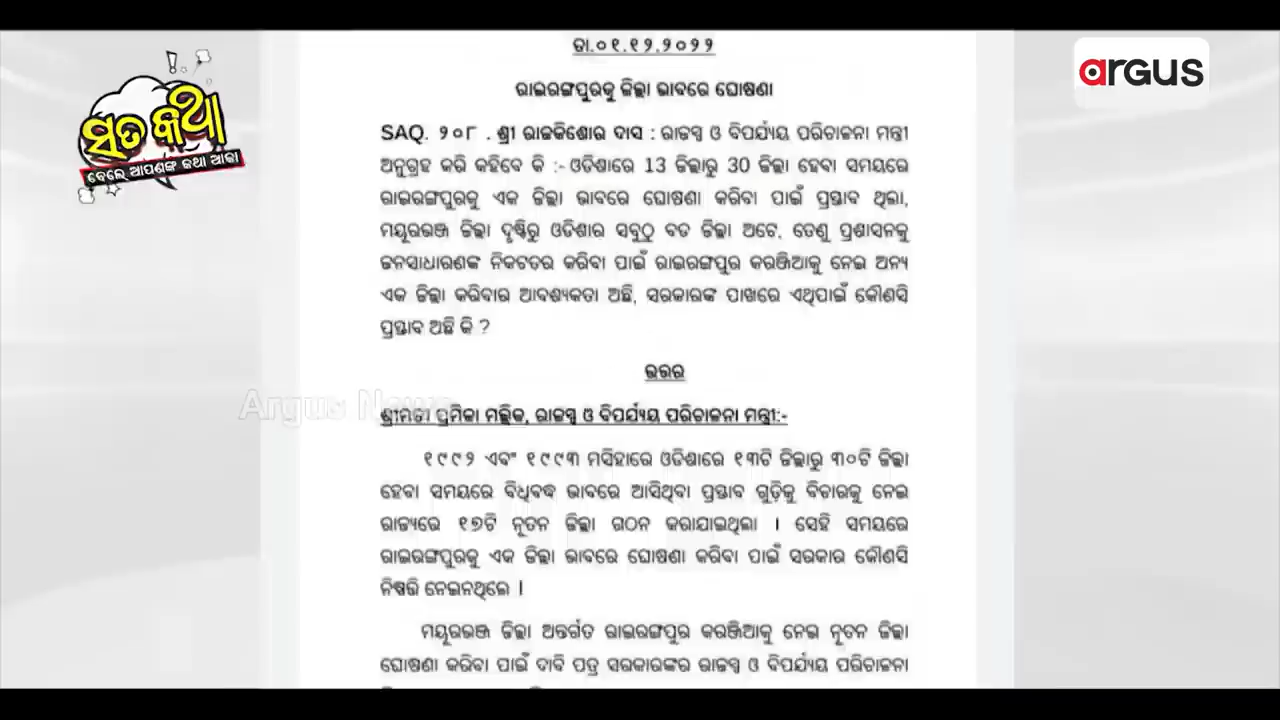 ସତ କଥା
ବେଲେ ଆପଣଙ୍କ କଥା ଆକା
argus
ତା.୦୧.୧୨.୨୦୨୨
ରାଇରଙ୍ଗପୁରକୁ ଜିଲ୍ଲା ଭାବରେ ଘୋଷଣା
SAQ. ୨୦୮ . ଶ୍ରୀ ରାଜକିଶୋର ଦାସ : ରାଜସ୍ୱ ଓ ବିପର୍ଯ୍ୟୟ ପରିଚାଳନା ମନ୍ତ୍ରୀ
ଅନୁଗ୍ରହ କରି କହିବେ କି :- ଓଡିଶାରେ 13 ଜିଲ୍ଲାରୁ 30 ଜିଲ୍ଲା ହେବା ସମୟରେ
ରାଇରଙ୍ଗପୁରକୁ ଏକ ଜିଲ୍ଲା ଭାବରେ ଘୋଷଣା କରିବା ପାଇଁ ପ୍ରସ୍ତାବ ଥିଲା,
ମୟୂରଭଞ୍ଜ ଜିଲ୍ଲା ଦୃଷ୍ଟିରୁ ଓଡିଶାର ସବୁଠୁ ବଡ ଜିଲ୍ଲା ଅଟେ, ତେଣୁ ପ୍ରଶାସନକୁ
ଜନସାଧାରଣଙ୍କ ନିକଟତର କରିବା ପାଇଁ ରାଇରଙ୍ଗପୁର କରଞ୍ଜିଆକୁ ନେଇ ଅନ୍ୟ
ଏକ ଜିଲ୍ଲା କରିବାର ଆବଶ୍ୟକତା ଅଛି, ସରକାରଙ୍କ ପାଖରେ ଏଥିପାଇଁ କୌଣସି
ପ୍ରସ୍ତାବ ଅଛି କି ?
ଉତ୍ତର
Argus News
ଶ୍ରୀମତୀ ପ୍ରମିଳା ମଲ୍ଲିକ, ରାଜସ୍ୱ ଓ ବିପର୍ଯ୍ୟୟ ପରିଚାଳନା ମନ୍ତ୍ରୀ:-
୧୯୯୨ ଏବଂ ୧୯୯୩ ମସିହାରେ ଓଡିଶାରେ ୧୩ଟି ଜିଲ୍ଲାରୁ ୩୦ଟି ଜିଲ୍ଲା
ହେବା ସମୟରେ ବିଧିବଦ୍ଧ ଭାବରେ ଆସିଥିବା ପ୍ରସ୍ତାବ ଗୁଡ଼ିକୁ ବିଚାରକୁ ନେଇ
ରାଜ୍ୟରେ ୧୭ଟି ନୂତନ ଜିଲ୍ଲା ଗଠନ କରାଯାଇଥିଲା । ସେହି ସମୟରେ
ରାଇରଙ୍ଗପୁରକୁ ଏକ ଜିଲ୍ଲା ଭାବରେ ଘୋଷଣା କରିବା ପାଇଁ ସରକାର କୌଣସି
ନିଷ୍ପତ୍ତି ନେଇନଥିଲେ ।
ମୟୂରଭଞ୍ଜ ଜିଲ୍ଲା ଅନ୍ତର୍ଗତ ରାଇରଙ୍ଗପୁର କରଞ୍ଜିଆକୁ ନେଇ ନୂତନ ଜିଲ୍ଲା
ଘୋଷଣା କରିବା ପାଇଁ ଦାବି ପତ୍ର ସରକାରଙ୍କର ରାଜସ୍ୱ ଓ ବିପର୍ଯ୍ୟୟ ପରିଚାଳନା